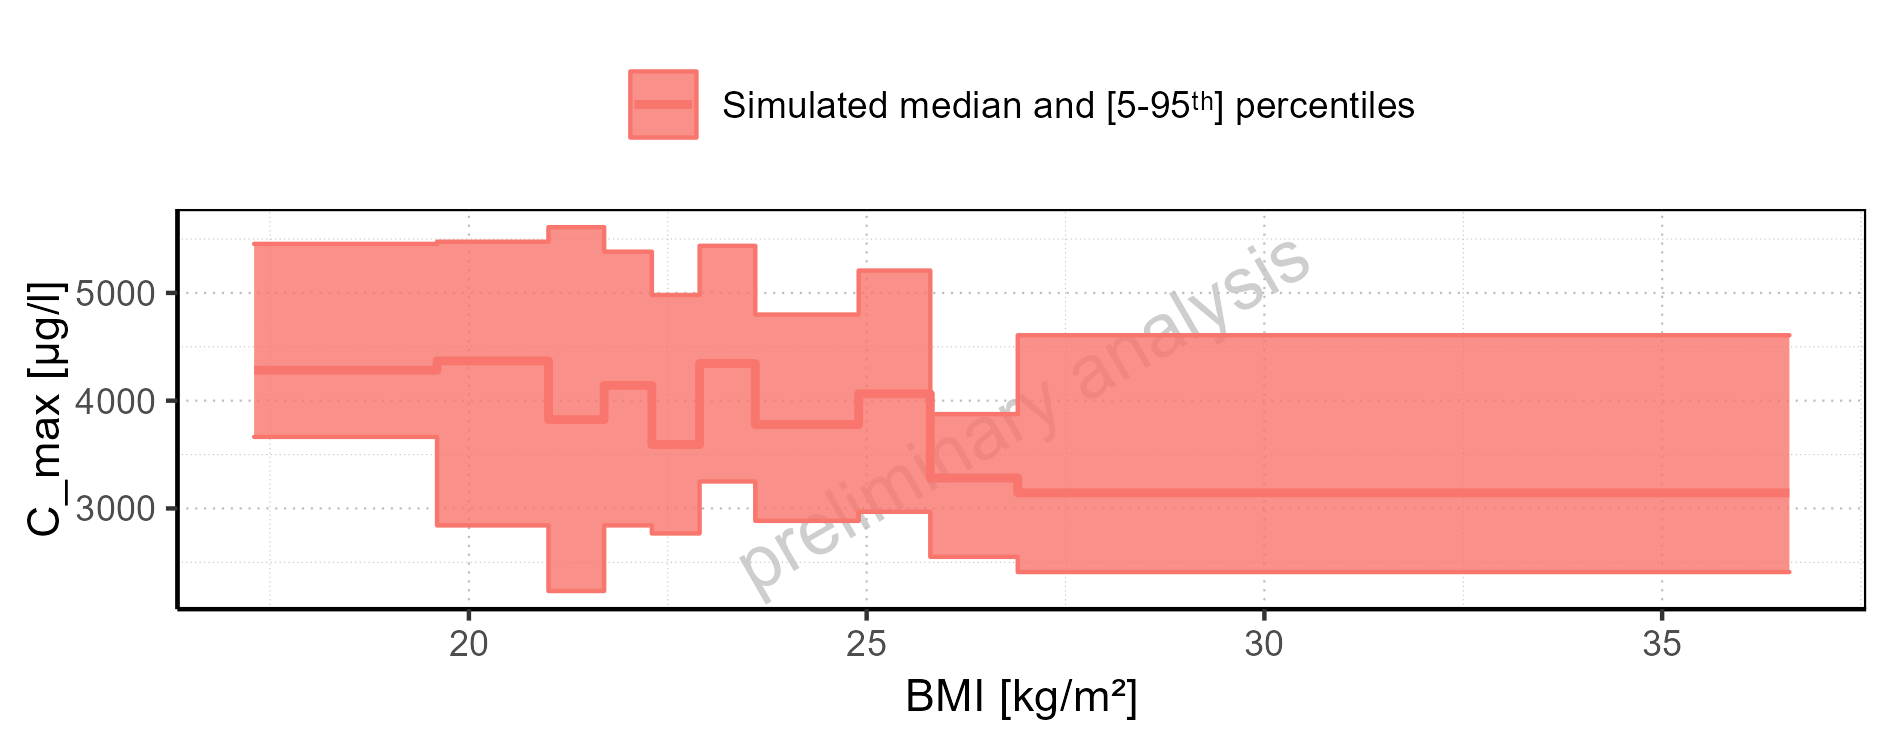 Simulated median and [5-95ᵗʰ] percentiles
C_max [µg/l]
5000
4000
3000
preliminary analysis
20 25 30 35
BMI [kg/m²]